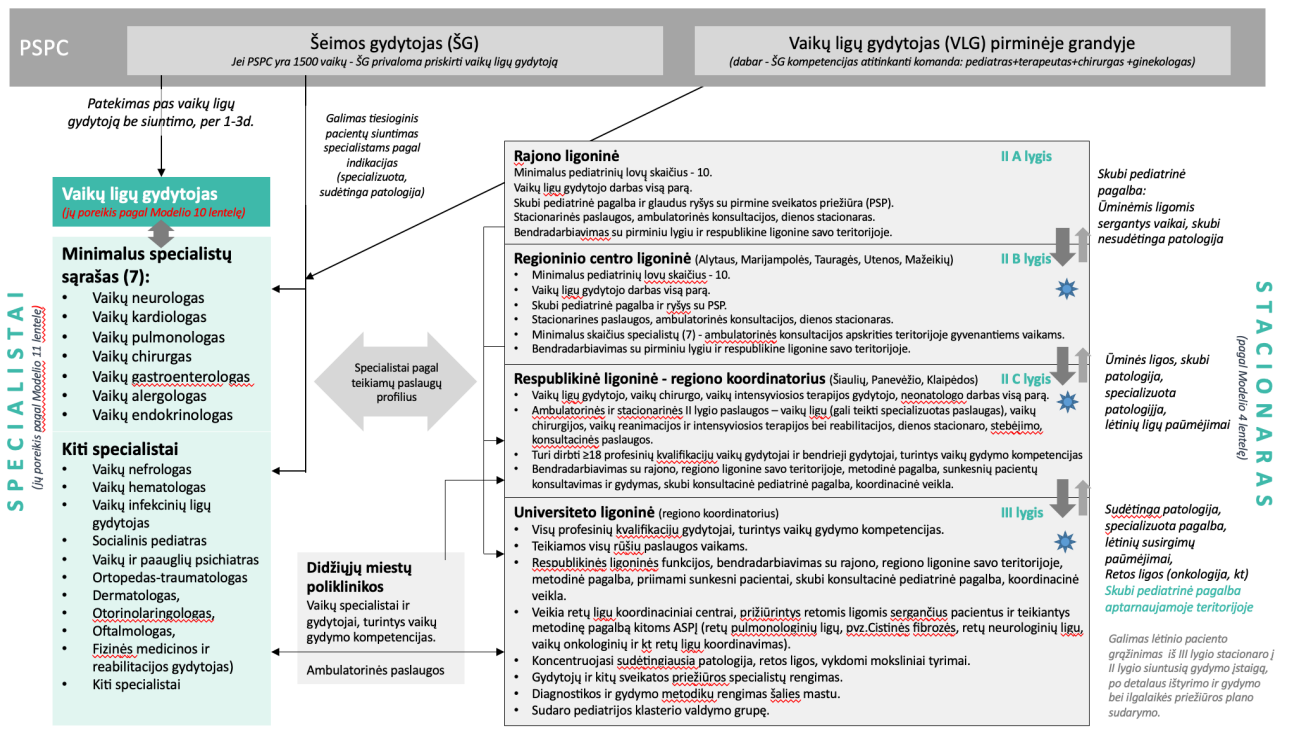 PSPC
Šeimos gydytojas (ŠG)
Jei PSPC yra 1500 vaikų - ŠG privaloma priskirti vaikų ligų gydytoją
Vaikų ligų gydytojas (VLG) pirminėje grandyje
(dabar - ŠG kompetencijas atitinkanti komanda: pediatras+terapeutas+chirurgas +ginekologas)
Patekimas pas vaikų ligų
gydytoją be siuntimo, per 1-3d.
Galimas tiesioginis
pacientų siuntimas
specialistams pagal
indikacijas
(specializuota,
sudėtinga patologija)
SPECIALISTAI
(jų poreikis pagal Modelio 11 lentelę)
Vaikų ligų gydytojas
(jų poreikis pagal Modelio 10 lentelę)
Minimalus specialistų
sąrašas (7):
• Vaikų neurologas
• Vaikų kardiologas
• Vaikų pulmonologas
• Vaikų chirurgas
• Vaikų gastroenterologas
• Vaikų alergologas
• Vaikų endokrinologas
Kiti specialistai
• Vaikų nefrologas
• Vaikų hematologas
• Vaikų infekcinių ligų
gydytojas
• Socialinis pediatras
• Vaikų ir paauglių psichiatras
• Ortopedas-traumatologas
• Dermatologas,
• Otorinolaringologas,
• Oftalmologas,
• Fizinės medicinos ir
reabilitacijos gydytojas)
• Kiti specialistai
Specialistai pagal
teikiamų paslaugų
profilius
Didžiųjų miestų
poliklinikos
Vaikų specialistai ir
gydytojai, turintys vaikų
gydymo kompetencijas.
Ambulatorinės paslaugos
Rajono ligoninė
II A lygis
Minimalus pediatrinių lovų skaičius - 10.
Vaikų ligų gydytojo darbas visą parą.
Skubi pediatrinė pagalba ir glaudus ryšys su pirmine sveikatos priežiūra (PSP).
Stacionarinės paslaugos, ambulatorinės konsultacijos, dienos stacionaras.
Bendradarbiavimas su pirminiu lygiu ir respublikine ligonine savo teritorijoje.
Regioninio centro ligoninė (Alytaus, Marijampolės, Tauragės, Utenos, Mažeikių)
II B lygis
• Minimalus pediatrinių lovų skaičius - 10.
• Vaikų ligų gydytojo darbas visą parą.
• Skubi pediatrinė pagalba ir ryšys su PSP.
• Stacionarines paslaugos, ambulatorinės konsultacijos, dienos stacionaras.
• Minimalus skaičius specialistų (7) - ambulatorinės konsultacijos apskrities teritorijoje gyvenantiems vaikams.
• Bendradarbiavimas su pirminiu lygiu ir respublikine ligonine savo teritorijoje.
Respublikinė ligoninė - regiono koordinatorius (Šiaulių, Panevėžio, Klaipėdos)
II C lygis
• Vaikų ligų gydytojo, vaikų chirurgo, vaikų intensyviosios terapijos gydytojo, neonatologo darbas visą parą.
• Ambulatorinės ir stacionarinės II lygio paslaugos – vaikų ligų (gali teikti specializuotas paslaugas), vaikų
chirurgijos, vaikų reanimacijos ir intensyviosios terapijos bei reabilitacijos, dienos stacionaro, stebėjimo,
konsultacinės paslaugos.
• Turi dirbti ≥18 profesinių kvalifikacijų vaikų gydytojai ir bendrieji gydytojai, turintys vaikų gydymo kompetencijas
• Bendradarbiavimas su rajono, regiono ligonine savo teritorijoje, metodinė pagalba, sunkesnių pacientų
konsultavimas ir gydymas, skubi konsultacinė pediatrinė pagalba, koordinacinė veikla.
Universiteto ligoninė (regiono koordinatorius)
III lygis
• Visų profesinių kvalifikacijų gydytojai, turintys vaikų gydymo kompetencijas.
• Teikiamos visų rūšių paslaugos vaikams.
• Respublikinės ligoninės funkcijos, bendradarbiavimas su rajono, regiono ligonine savo teritorijoje,
metodinė pagalba, priimami sunkesni pacientai, skubi konsultacinė pediatrinė pagalba, koordinacinė
veikla.
• Veikia retų ligų koordinaciniai centrai, prižiūrintys retomis ligomis sergančius pacientus ir teikiantys
metodinę pagalbą kitoms ASPĮ (retų pulmonologinių ligų, pvz.Cistinės fibrozės, retų neurologinių ligų,
vaikų onkologinių ir kt retų ligų koordinavimas).
• Koncentruojasi sudėtingiausia patologija, retos ligos, vykdomi moksliniai tyrimai.
• Gydytojų ir kitų sveikatos priežiūros specialistų rengimas.
• Diagnostikos ir gydymo metodikų rengimas šalies mastu.
• Sudaro pediatrijos klasterio valdymo grupę.
Skubi pediatrinė
pagalba:
Ūminėmis ligomis
sergantys vaikai, skubi
nesudėtinga patologija
Ūminės ligos, skubi
patologija,
specializuota
patologijja,
lėtinių ligų paūmėjimai
Sudėtinga patologija,
specializuota pagalba,
lėtinių susirgimų
paūmėjimai,
Retos ligos (onkologija, kt)
Skubi pediatrinė pagalba
aptarnaujamoje teritorijoje
Galimas lėtinio paciento
grąžinimas iš III lygio stacionaro į
II lygio siuntusią gydymo įstaigą,
po detalaus ištyrimo ir gydymo
bei ilgalaikės priežiūros plano
sudarymo.
STACIONARAS
(pagal Modelio 4 lentelę)